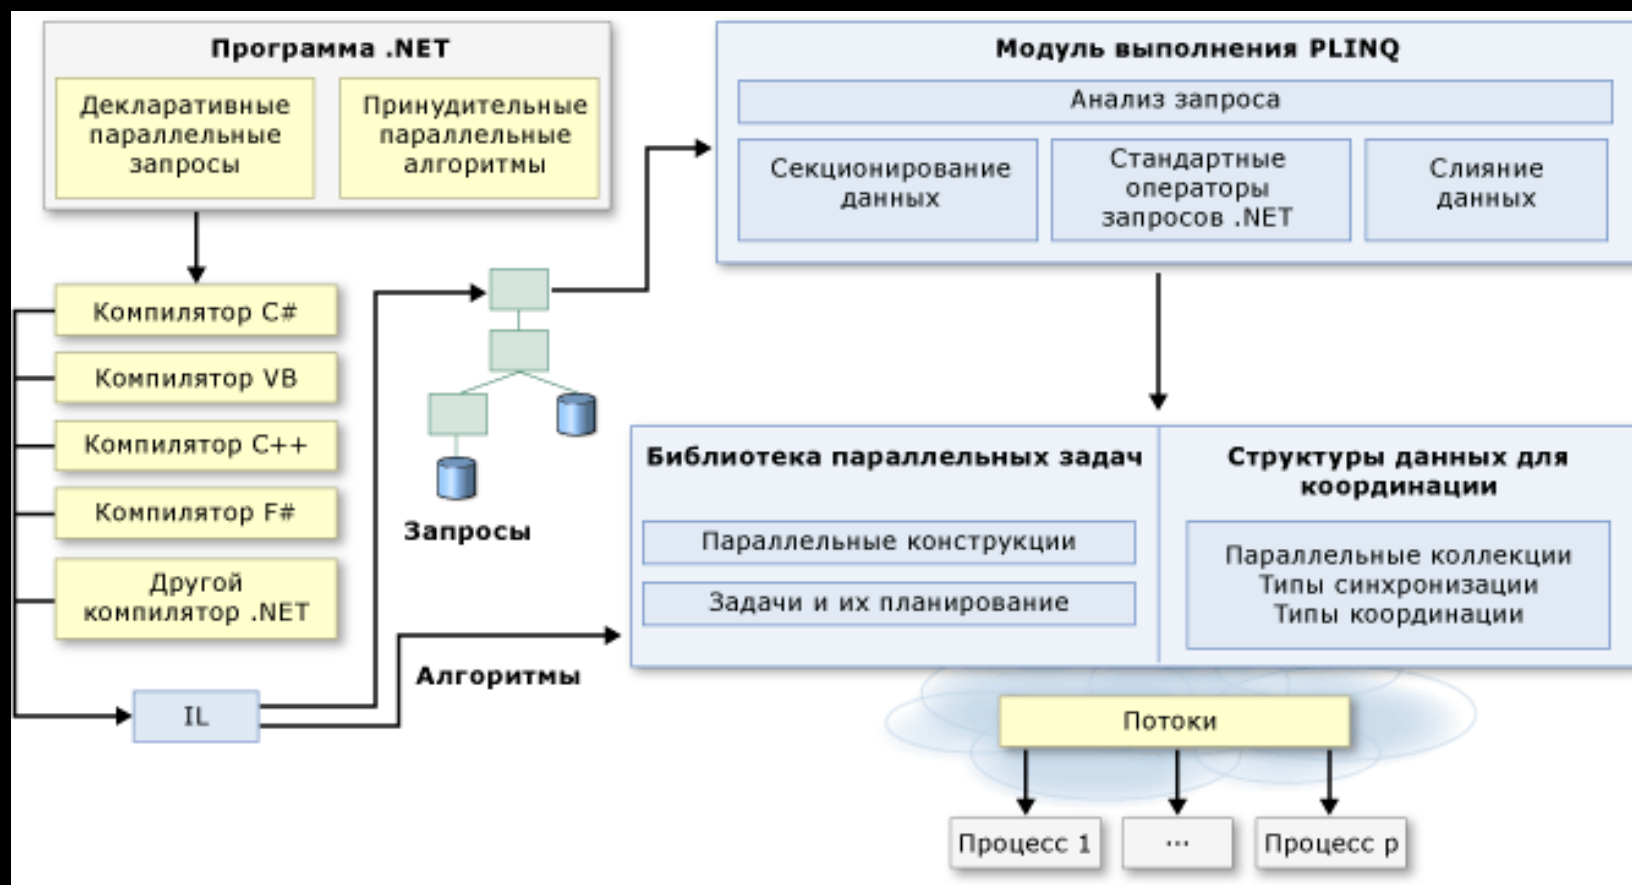 Программа .NET
Декларативные
параллельные
запросы
Принудительные
параллельные
алгоритмы
Компилятор C#
Компилятор VB
Компилятор C++
Компилятор F#
Другой
компилятор .NET
IL
Запросы
Алгоритмы
Модуль выполнения PLINQ
Анализ запроса
Секционирование
данных
Стандартные
операторы
запросов .NET
Слияние
данных
Библиотека параллельных задач
Параллельные конструкции
Задачи и их планирование
Структуры данных для
координации
Параллельные коллекции
Типы синхронизации
Типы координации
Потоки
Процесс 1
...
Процесс p